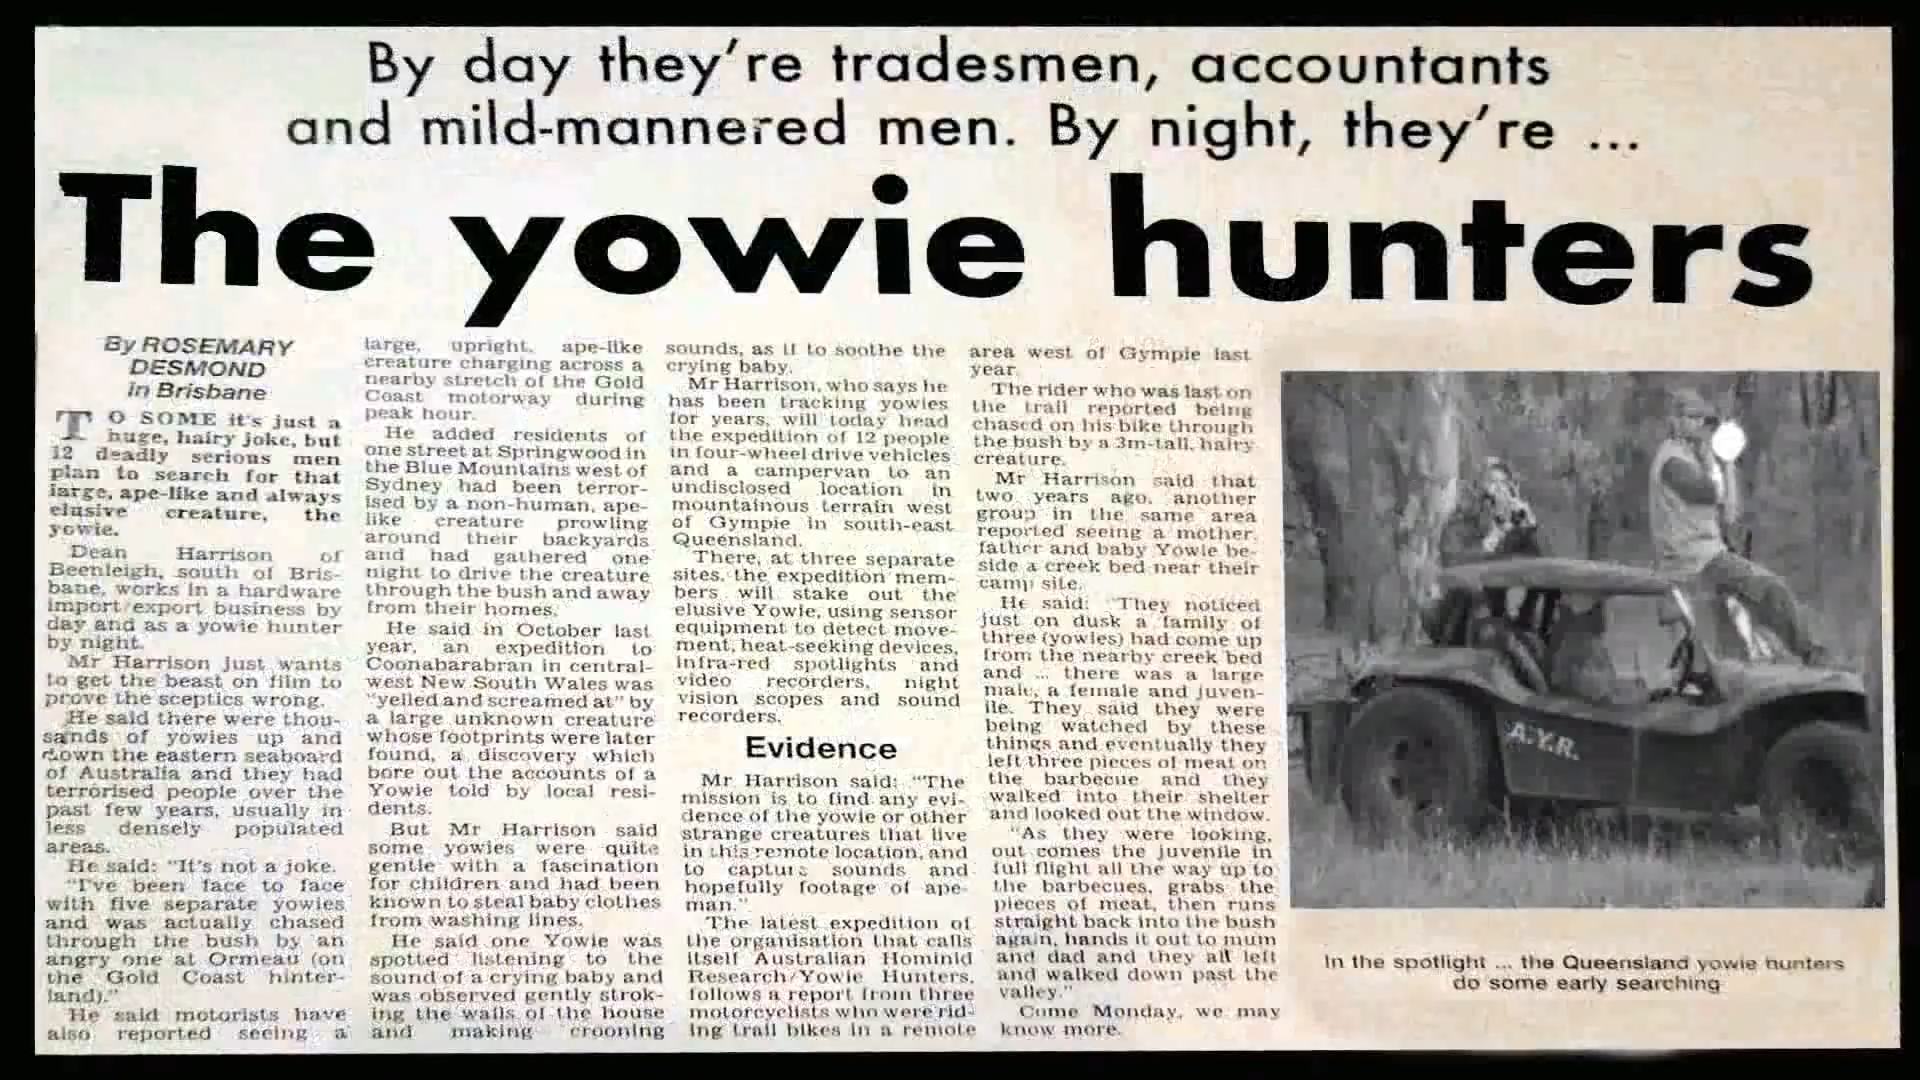 By day they're tradesmen, accountants
and mild-mannered men. By night, they're ...
The yowie hunters
By ROSEMARY
DESMOND
in Brisbane
TO SOME it's just a
huge, hairy joke, but
12 deadly serious men
plan to search for that
large, ape-like and always
elusive creature, the
yowie.
Dean Harrison of
Beenleigh, south of Bris-
bane, works in a hardware
import/export business by
day and as a yowie hunter
by night.
Mr Harrison just wants
to get the beast on film to
prove the sceptics wrong.
He said there were thou-
sands of yowies up and
down the eastern seaboard
of Australia and they had
terrorised people over the
past few years, usually in
less densely populated
areas.
He said: "It's not a joke.
"I've been face to face
with five separate yowies
and was actually chased
through the bush by an
angry one at Ormeau (on
the Gold Coast hinter-
land)."
He said motorists have
also reported seeing a
large, upright, ape-like
creature charging across a
nearby stretch of the Gold
Coast motorway during
peak hour.
He added residents of
one street at Springwood in
the Blue Mountains west of
Sydney had been terror-
ised by a non-human, ape-
like creature prowling
around their backyards
and had gathered one
night to drive the creature
through the bush and away
from their homes.
He said in October last
year, an expedition to
Coonabarabran in central-
west New South Wales was
"yelled and screamed at" by
a large unknown creature
whose footprints were later
found, a discovery which
bore out the accounts of a
Yowie told by local resi-
dents.
But Mr Harrison said
some yowies were quite
gentle with a fascination
for children and had been
known to steal baby clothes
from washing lines.
He said one Yowie was
spotted listening to the
sound of a crying baby and
was observed gently strok-
ing the walls of the house
and making crooning
sounds, as if to soothe the
crying baby.
Mr Harrison, who says he
has been tracking yowies
for years, will today head
the expedition of 12 people
in four-wheel drive vehicles
and a campervan to an
undisclosed location in
mountainous terrain west
of Gympie in south-east
Queensland.
There, at three separate
sites, the expedition mem-
bers will stake out the
elusive Yowie, using sensor
equipment to detect move-
ment, heat-seeking devices,
infra-red spotlights and
video recorders, night
vision scopes and sound
recorders.
Evidence
Mr Harrison said: "The
mission is to find any evi-
dence of the yowie or other
strange creatures that live
in this remote location, and
to capture sounds and
hopefully footage of ape-
man."
The latest expedition of
the organisation that calls
itself Australian Hominid
Research/Yowie Hunters,
follows a report from three
motorcyclists who were rid-
ing trail bikes in a remote
area west of Gympie last
year.
The rider who was last on
the trail reported being
chased on his bike through
the bush by a 3m-tall, hairy
creature.
Mr Harrison said that
two years ago, another
group in the same area
reported seeing a mother,
father and baby Yowie be-
side a creek bed near their
camp site.
He said: "They noticed
just on dusk a family of
three (yowies) had come up
from the nearby creek bed
and ... there was a large
male, a female and juven-
ile. They said they were
being watched by these
things and eventually they
left three pieces of meat on
the barbecue and they
walked into their shelter
and looked out the window.
"As they were looking,
out comes the juvenile in
full flight all the way up to
the barbecues, grabs the
pieces of meat, then runs
straight back into the bush
again, hands it out to mum
and dad and they all left
and walked down past the
valley."
Come Monday, we may
know more.
A.Y.R.
In the spotlight ... the Queensland yowie hunters
do some early searching